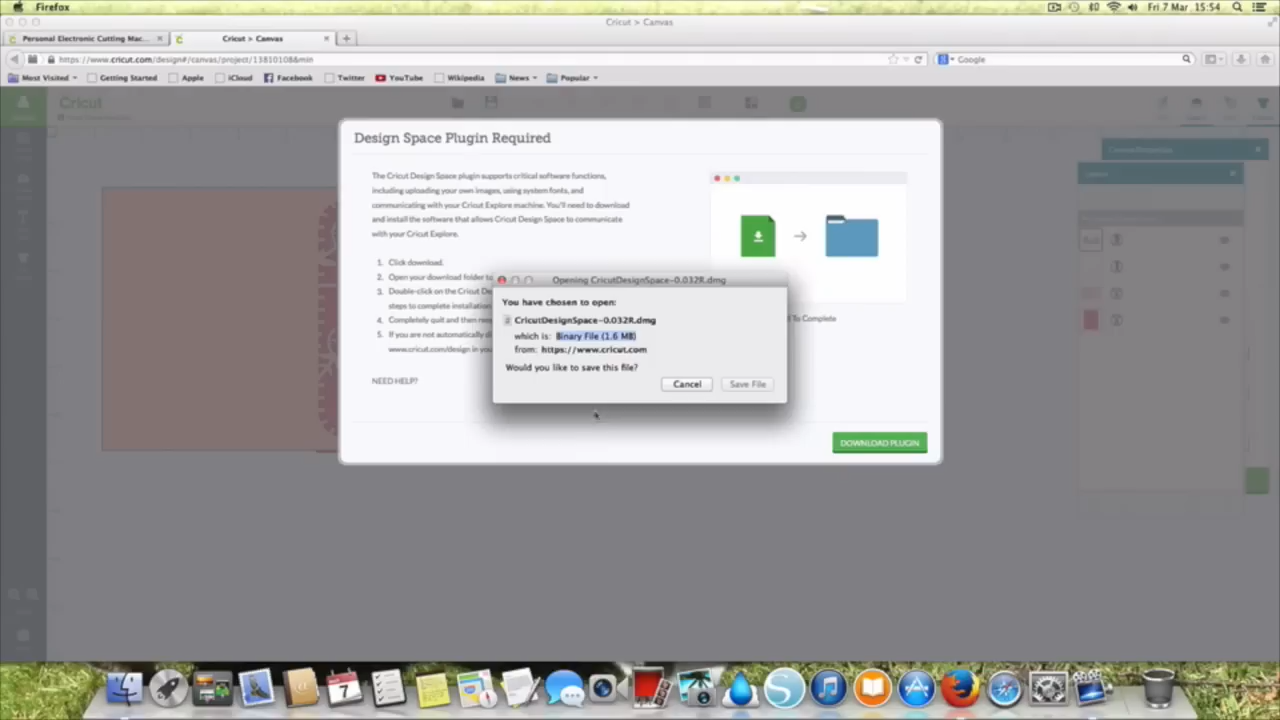 Firefox
Fri 7 Mar 15:54
Cricut > Canvas
Personal Electronic Cutting Mac...
Cricut > Canvas
https://www.cricut.com/design#/canvas/project/13810108&min
Google
Most Visited
Getting Started
Apple
iCloud
Facebook
Twitter
YouTube
Wikipedia
News
Popular
Cricut
Design Space Plugin Required
The Cricut Design Space plugin supports critical software functions,
including uploading your own images, using system fonts, and
communicating with your Cricut Explore machine. You'll need to download
and install the software that allows Cricut Design Space to communicate
with your Cricut Explore.
1. Click download.
2. Open your download folder to
3. Double-click on the Cricut De
steps to complete installation
4. Completely quit and then
5. If you are not automatically di
www.cricut.com/design in you
To Complete
NEED HELP?
DOWNLOAD PLUGIN
Opening CricutDesignSpace-0.032R.dmg
You have chosen to open:
CricutDesignSpace-0.032R.dmg
which is: Binary File (1.6 MB)
from: https://www.cricut.com
Would you like to save this file?
Cancel
Save File
7